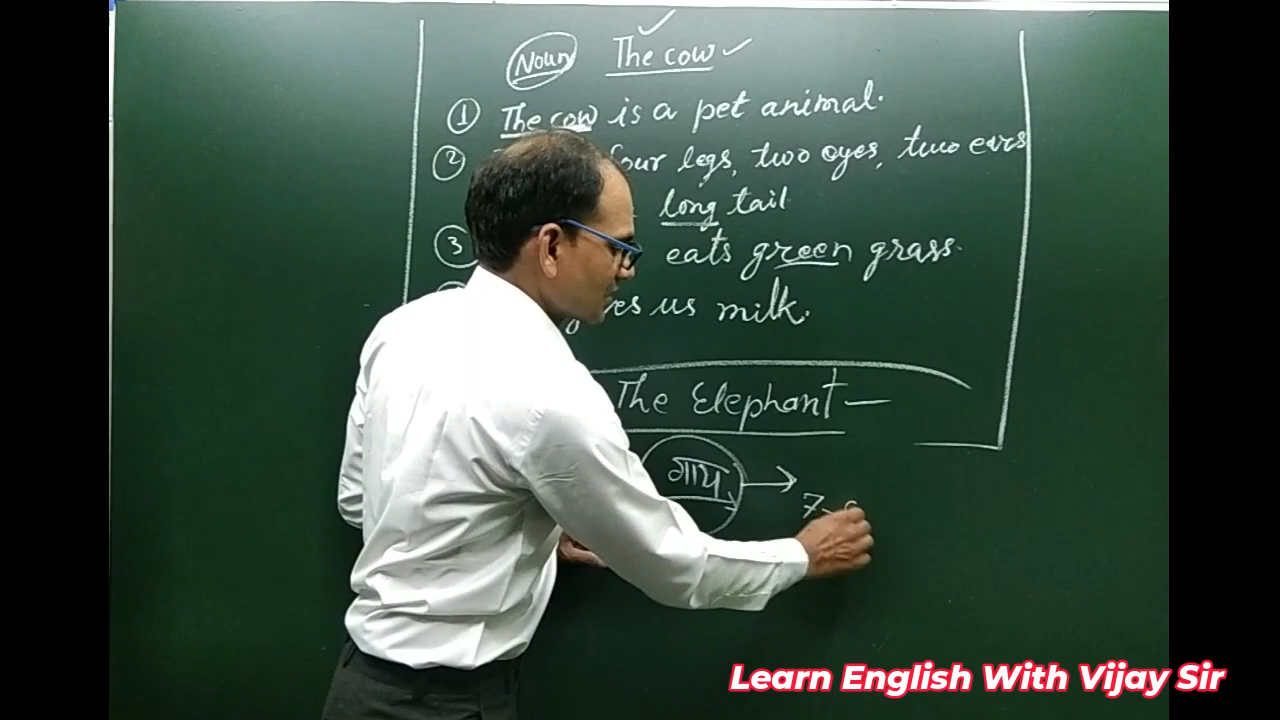 Noun The cow
1 The cow is a pet animal.
2 four legs, two eyes, two ears
long tail
3 eats green grass.
us milk.
The Elephant —
गाय →
7-
Learn English With Vijay Sir